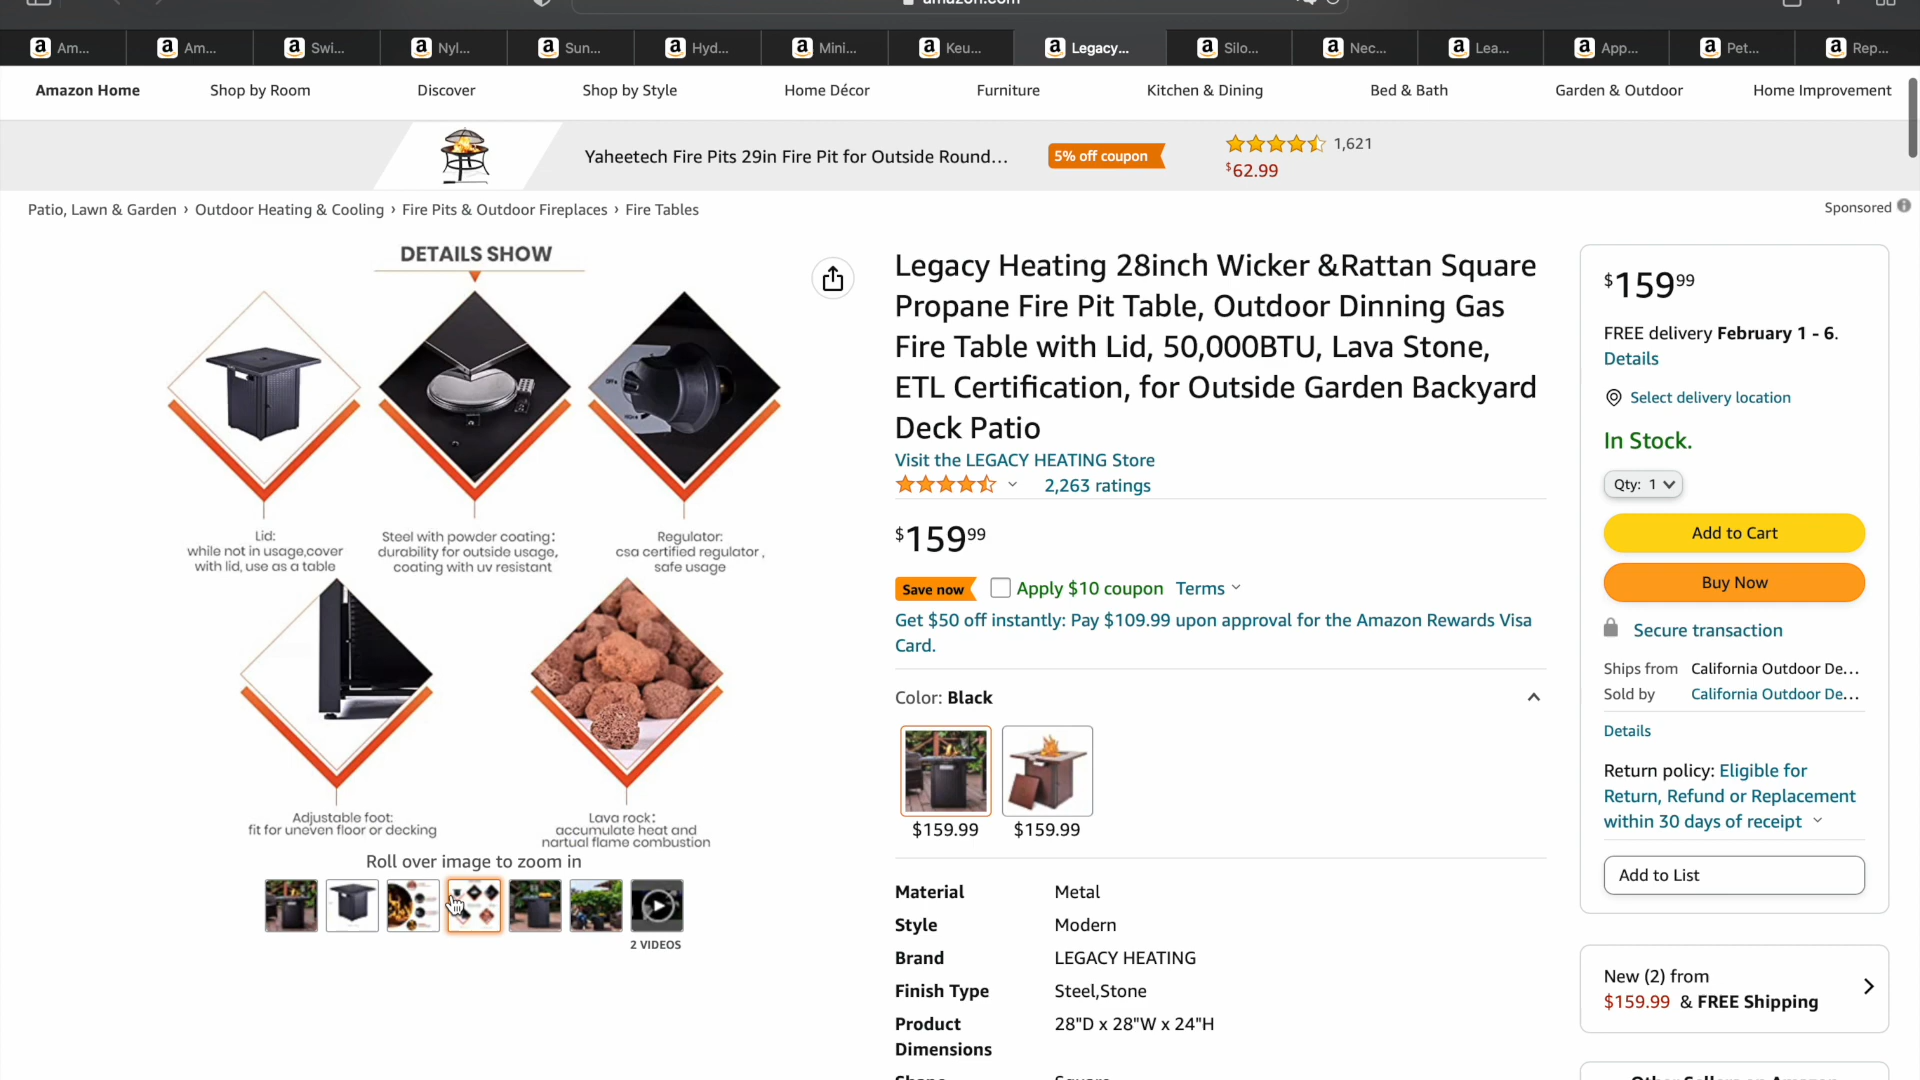 amazon.com
Am...
Am...
Swi...
Nyl...
Sun...
Hyd...
Mini...
Keu...
Legacy...
Silo...
Nec...
Lea...
App...
Pet...
Rep...
Amazon Home
Shop by Room
Discover
Shop by Style
Home Décor
Furniture
Kitchen & Dining
Bed & Bath
Garden & Outdoor
Home Improvement
Yaheetech Fire Pits 29in Fire Pit for Outside Round...
5% off coupon
1,621
$62.99
Patio, Lawn & Garden › Outdoor Heating & Cooling › Fire Pits & Outdoor Fireplaces › Fire Tables
Sponsored
DETAILS SHOW
Lid:
while not in usage,cover
with lid, use as a table
Steel with powder coating:
durability for outside usage,
coating with uv resistant
Regulator:
csa certified regulator ,
safe usage
Adjustable foot:
fit for uneven floor or decking
Lava rock:
accumulate heat and
nartual flame combustion
Roll over image to zoom in
2 VIDEOS
Legacy Heating 28inch Wicker &Rattan Square
Propane Fire Pit Table, Outdoor Dinning Gas
Fire Table with Lid, 50,000BTU, Lava Stone,
ETL Certification, for Outside Garden Backyard
Deck Patio
Visit the LEGACY HEATING Store
2,263 ratings
$159.99
Save now
Apply $10 coupon Terms
Get $50 off instantly: Pay $109.99 upon approval for the Amazon Rewards Visa
Card.
Color: Black
$159.99
$159.99
Material Metal
Style Modern
Brand LEGACY HEATING
Finish Type Steel,Stone
Product 28"D x 28"W x 24"H
Dimensions
Shape Square
$159.99
FREE delivery February 1 - 6.
Details
Select delivery location
In Stock.
Qty: 1
Add to Cart
Buy Now
Secure transaction
Ships from California Outdoor De...
Sold by California Outdoor De...
Details
Return policy: Eligible for
Return, Refund or Replacement
within 30 days of receipt
Add to List
New (2) from
$159.99 & FREE Shipping
Other Sellers on Amazon